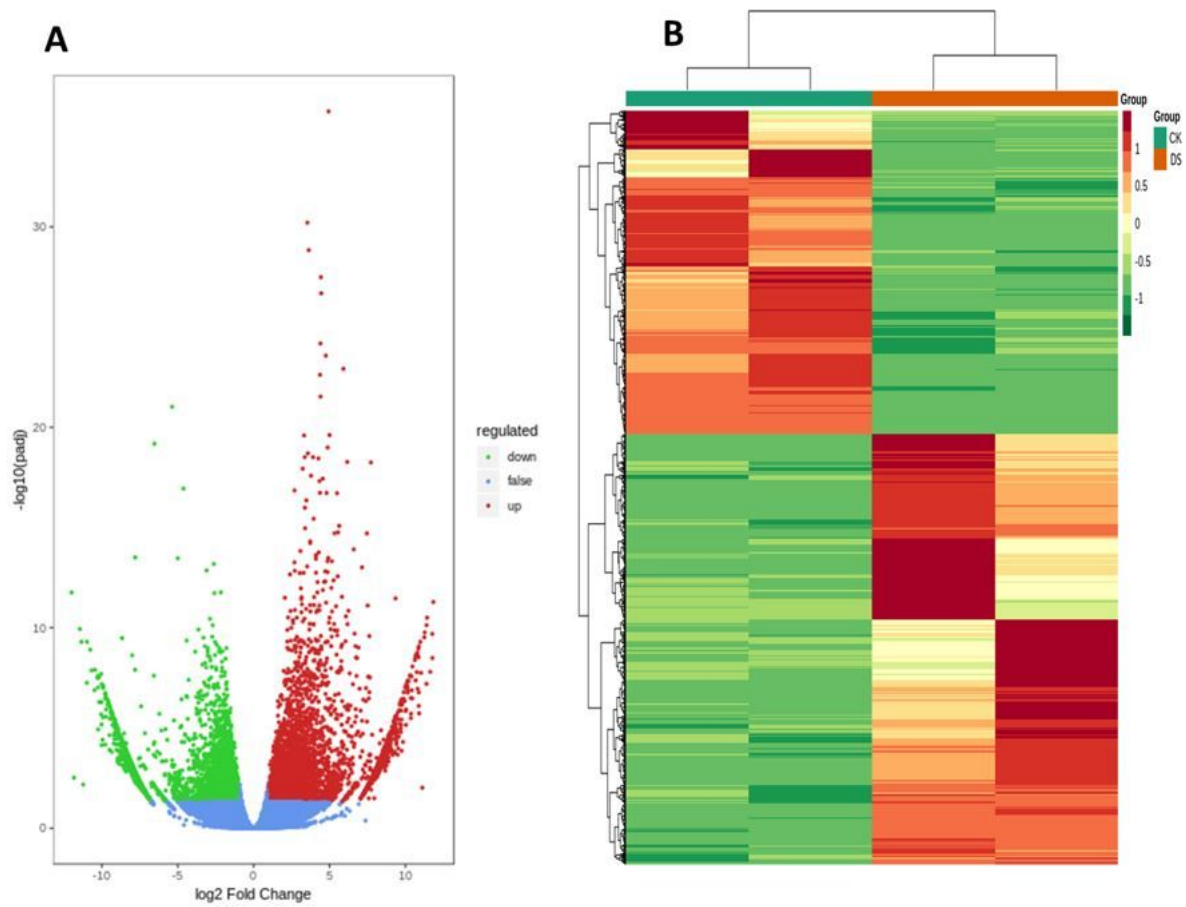 A
B
-log10(padj)
30
20
10
0
-10
-5
0
5
10
log2 Fold Change
regulated
down
false
up
Group
1
0.5
0
-0.5
-1
Group
CK
DS